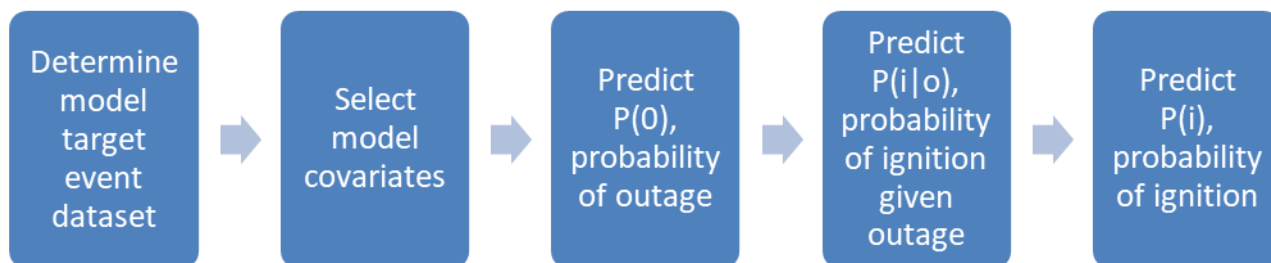 Determine
model
target
event
dataset
Select
model
covariates
Predict
P(0),
probability
of outage
Predict
P(i|o),
probability
of ignition
given
outage
Predict
P(i),
probability
of ignition